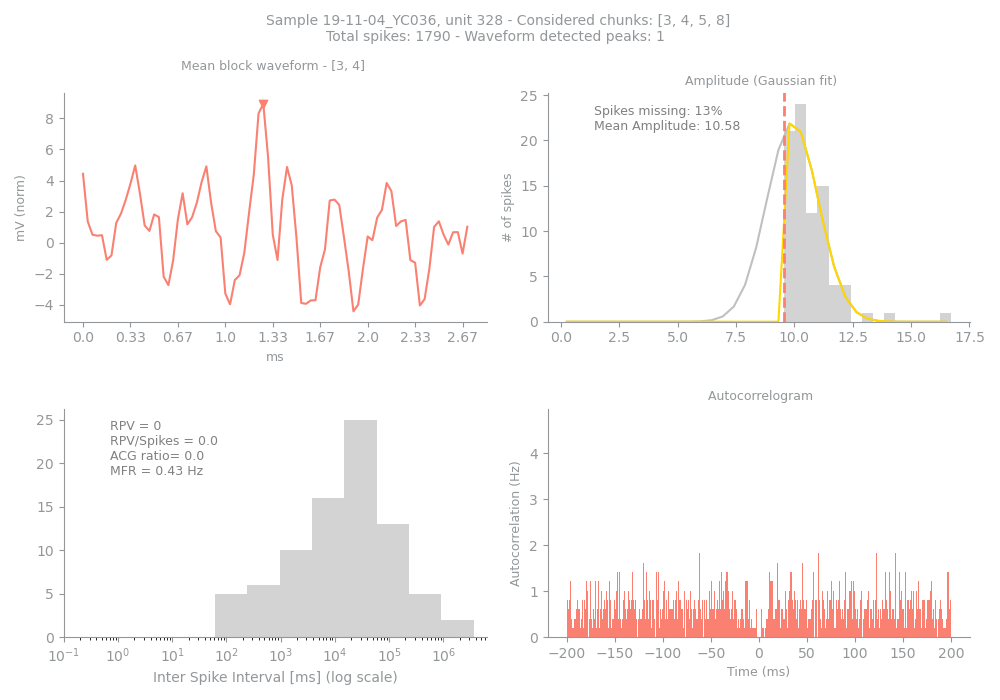 Sample 19-11-04_YC036, unit 328 - Considered chunks: [3, 4, 5, 8]
Total spikes: 1790 - Waveform detected peaks: 1
Mean block waveform - [3, 4]
mV (norm)
8
6
4
2
0
−2
−4
0.0 0.33 0.67 1.0 1.33 1.67 2.0 2.33 2.67
ms
Amplitude (Gaussian fit)
Spikes missing: 13%
Mean Amplitude: 10.58
# of spikes
25
20
15
10
5
0
0.0 2.5 5.0 7.5 10.0 12.5 15.0 17.5
RPV = 0
RPV/Spikes = 0.0
ACG ratio= 0.0
MFR = 0.43 Hz
25
20
15
10
5
0
10⁻¹ 10⁰ 10¹ 10² 10³ 10⁴ 10⁵ 10⁶
Inter Spike Interval [ms] (log scale)
Autocorrelogram
Autocorrelation (Hz)
4
3
2
1
0
−200 −150 −100 −50 0 50 100 150 200
Time (ms)